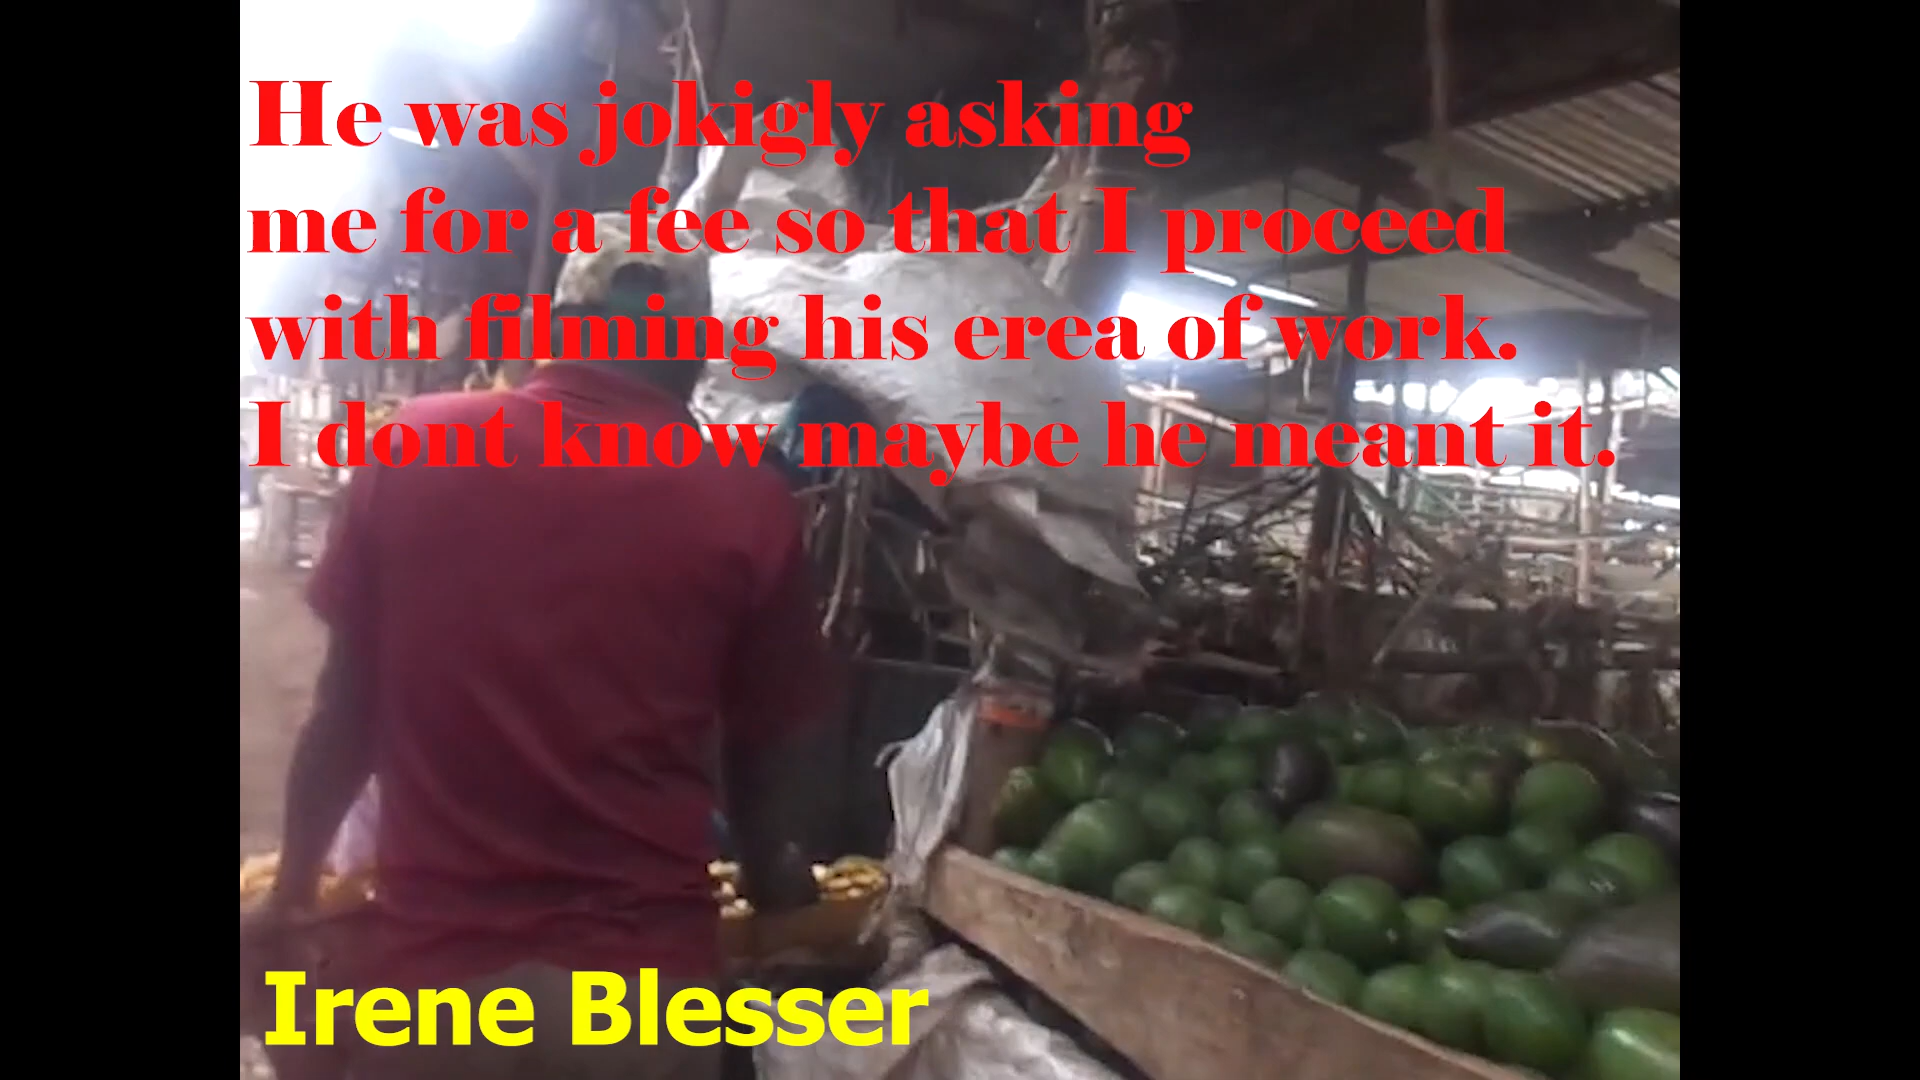 He was jokigly asking
me for a fee so that I proceed
with filming his erea of work.
I dont know maybe he meant it.
Irene Blesser